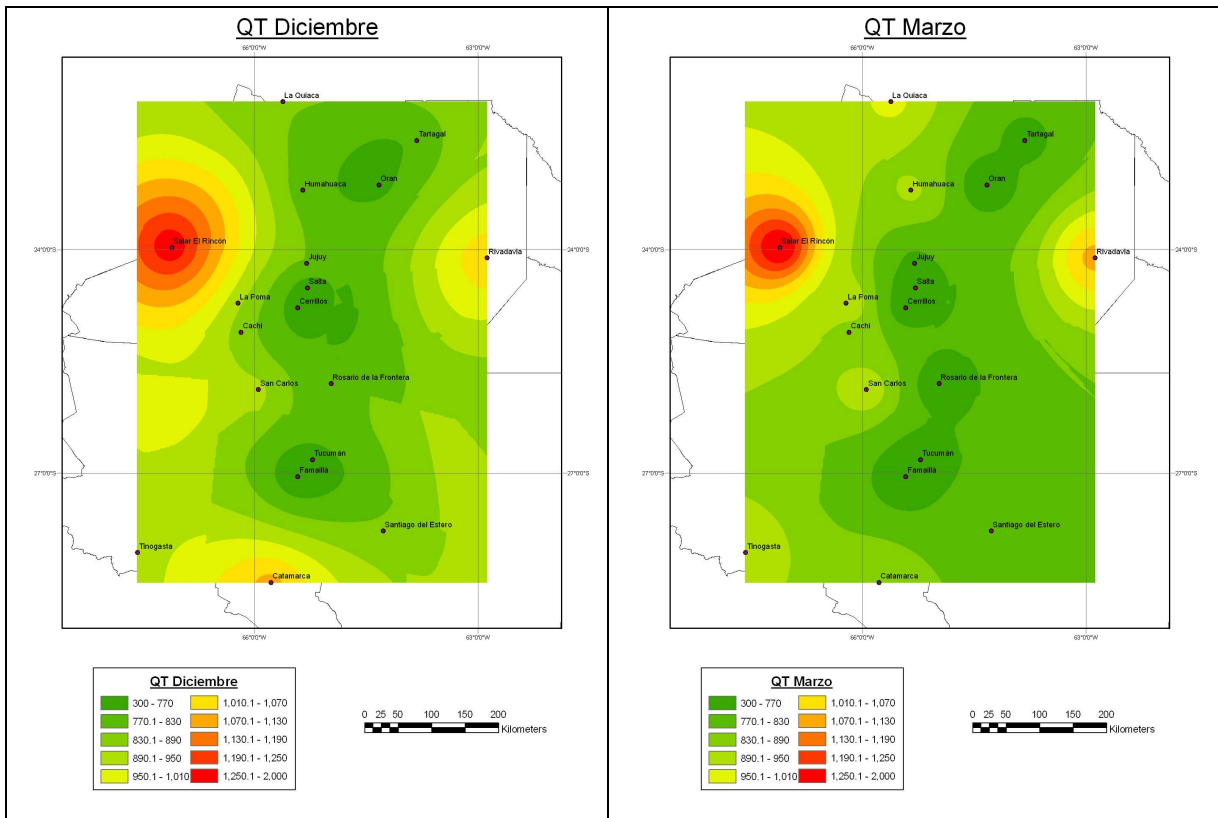 QT Diciembre
66°0'0"W
63°0'0"W
La Quiaca
Tartagal
Humahuaca
Oran
Salar El Rincón
24°0'0"S
24°0'0"S
Rivadavia
Jujuy
Salta
La Poma
Cerrillos
Cachi
San Carlos
Rosario de la Frontera
Tucumán
27°0'0"S
27°0'0"S
Famaillá
Santiago del Estero
Tinogasta
Catamarca
66°0'0"W
63°0'0"W
QT Diciembre
300 - 770
1,010.1 - 1,070
770.1 - 830
1,070.1 - 1,130
830.1 - 890
1,130.1 - 1,190
890.1 - 950
1,190.1 - 1,250
950.1 - 1,010
1,250.1 - 2,000
0 25 50 100 150 200
Kilometers
QT Marzo
66°0'0"W
63°0'0"W
La Quiaca
Tartagal
Humahuaca
Oran
Salar El Rincón
24°0'0"S
24°0'0"S
Rivadavia
Jujuy
Salta
La Poma
Cerrillos
Cachi
San Carlos
Rosario de la Frontera
Tucumán
27°0'0"S
27°0'0"S
Famaillá
Santiago del Estero
Tinogasta
Catamarca
66°0'0"W
63°0'0"W
QT Marzo
300 - 770
1,010.1 - 1,070
770.1 - 830
1,070.1 - 1,130
830.1 - 890
1,130.1 - 1,190
890.1 - 950
1,190.1 - 1,250
950.1 - 1,010
1,250.1 - 2,000
0 25 50 100 150 200
Kilometers